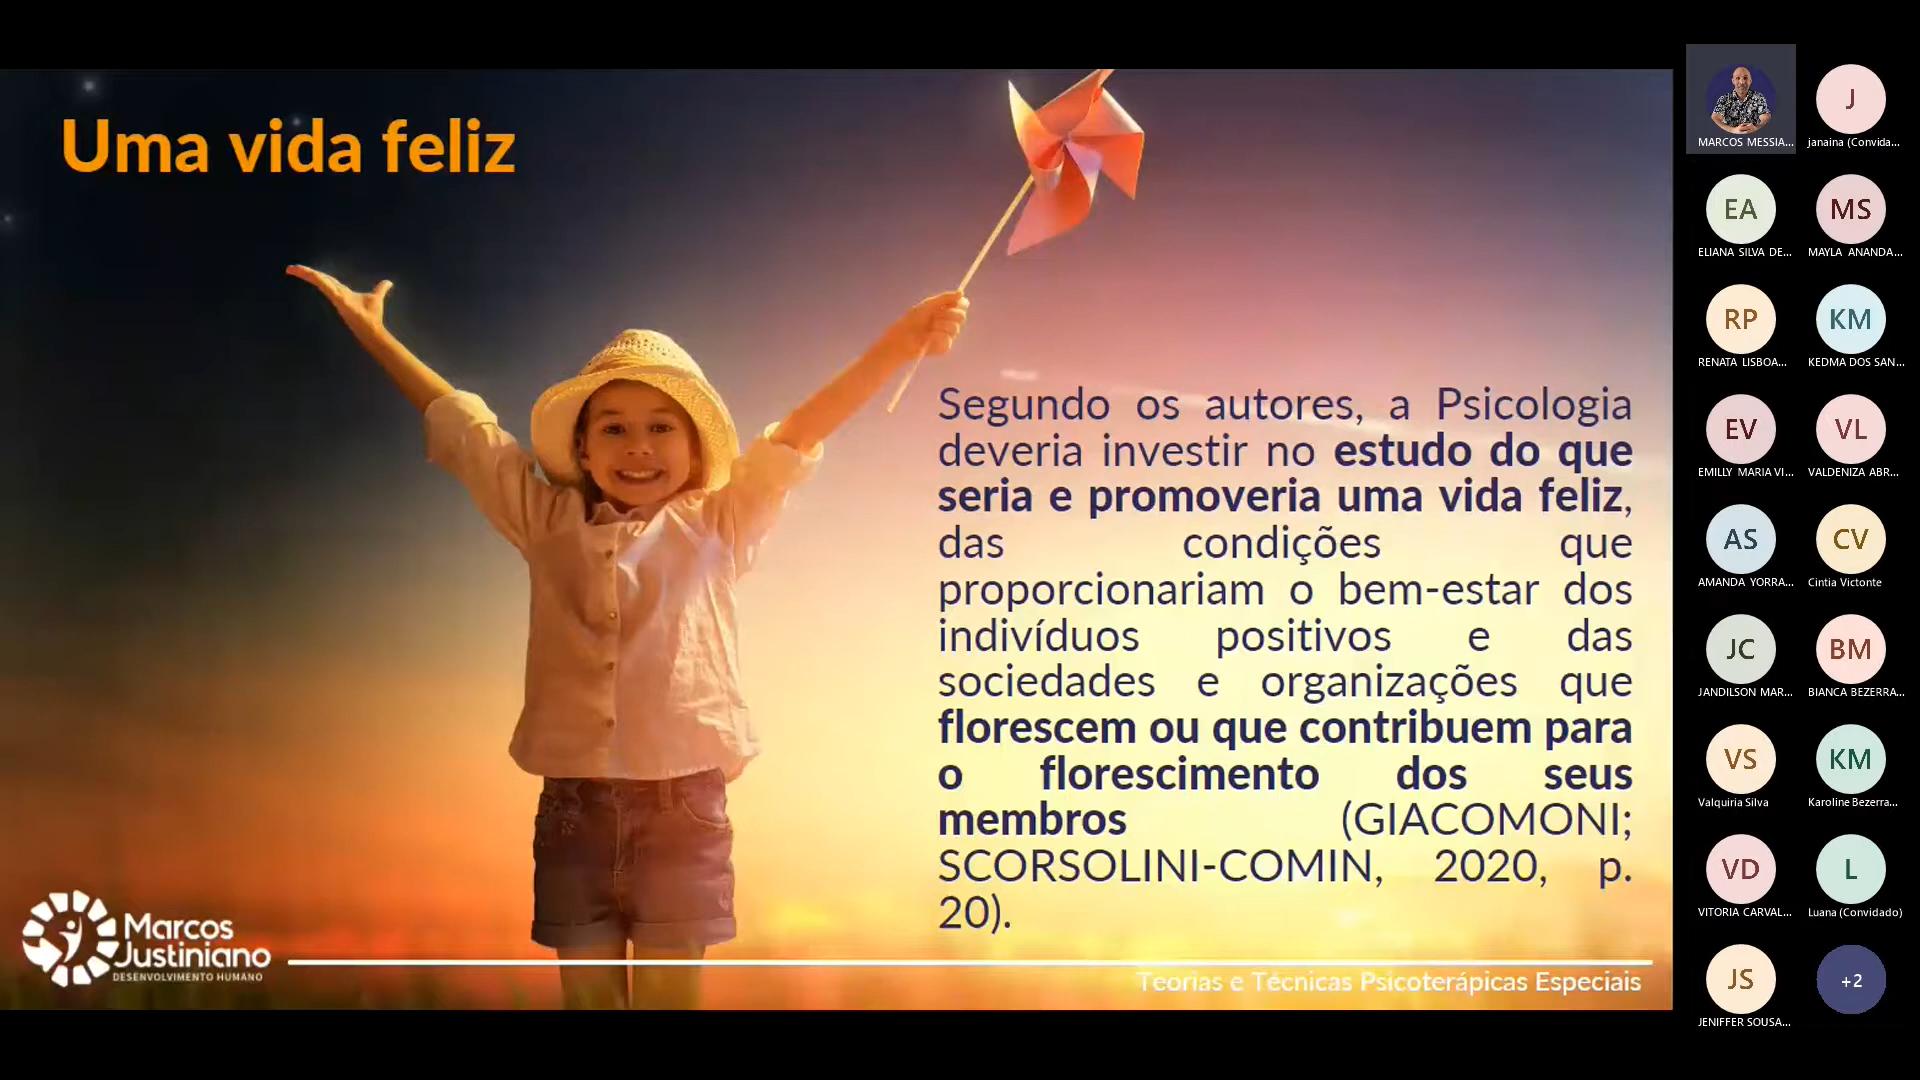 Uma vida feliz
Segundo os autores, a Psicologia
deveria investir no estudo do que
seria e promoveria uma vida feliz,
das condições que
proporcionariam o bem-estar dos
indivíduos positivos e das
sociedades e organizações que
florescem ou que contribuem para
o florescimento dos seus
membros (GIACOMONI;
SCORSOLINI-COMIN, 2020, p.
20).
Marcos
Justiniano
DESENVOLVIMENTO HUMANO
Teorias e Técnicas Psicoterápicas Especiais
MARCOS MESSIA...
J
janaina (Convida...
EA
ELIANA SILVA DE...
MS
MAYLA ANANDA...
RP
RENATA LISBOA...
KM
KEDMA DOS SAN...
EV
EMILLY MARIA VI...
VL
VALDENIZA ABR...
AS
AMANDA YORRA...
CV
Cintia Victonte
JC
JANDILSON MAR...
BM
BIANCA BEZERRA...
VS
Valquiria Silva
KM
Karoline Bezerra...
VD
VITORIA CARVAL...
L
Luana (Convidado)
JS
JENIFFER SOUSA...
+2